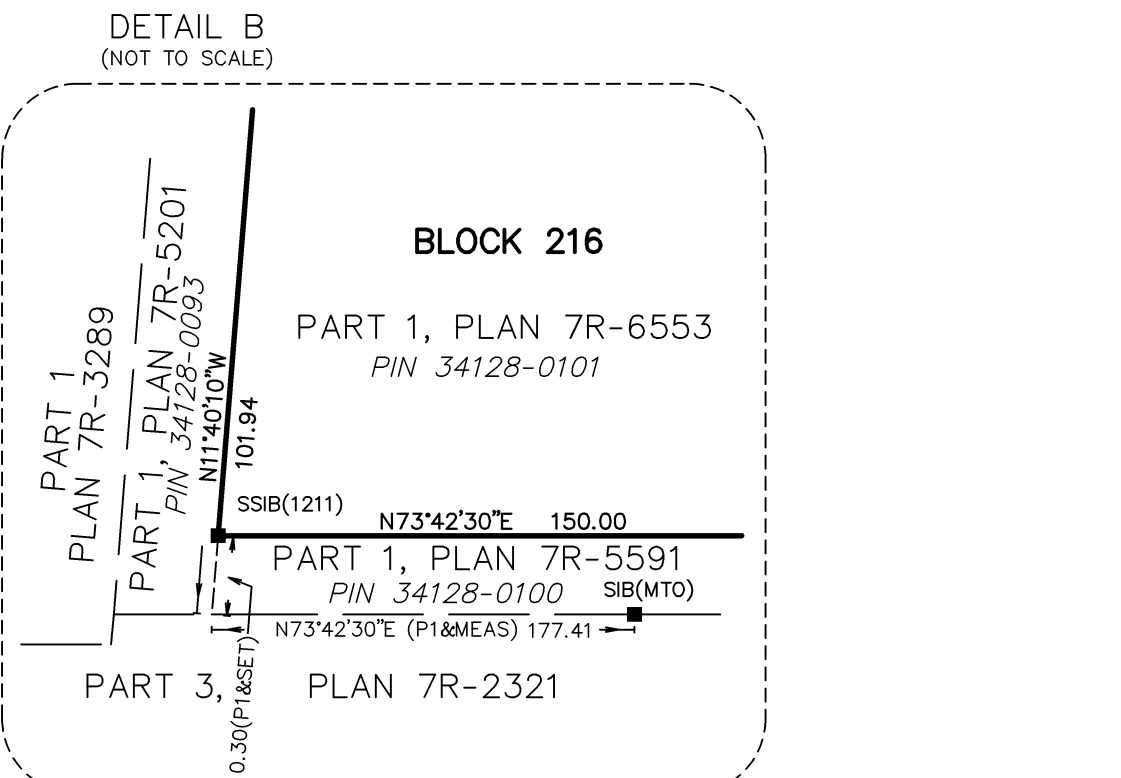 DETAIL B
(NOT TO SCALE)
BLOCK 216
PART 1, PLAN 7R-6553
PIN 34128-0101
PART 1
PLAN 7R-3289
PART 1, PLAN 7R-5201
PIN 34128-0093
N11°40'10"W
101.94
SSIB(1211)
N73°42'30"E 150.00
PART 1, PLAN 7R-5591
PIN 34128-0100
SIB(MTO)
N73°42'30"E (P1&MEAS) 177.41
0.30(P1&SET)
PART 3, PLAN 7R-2321